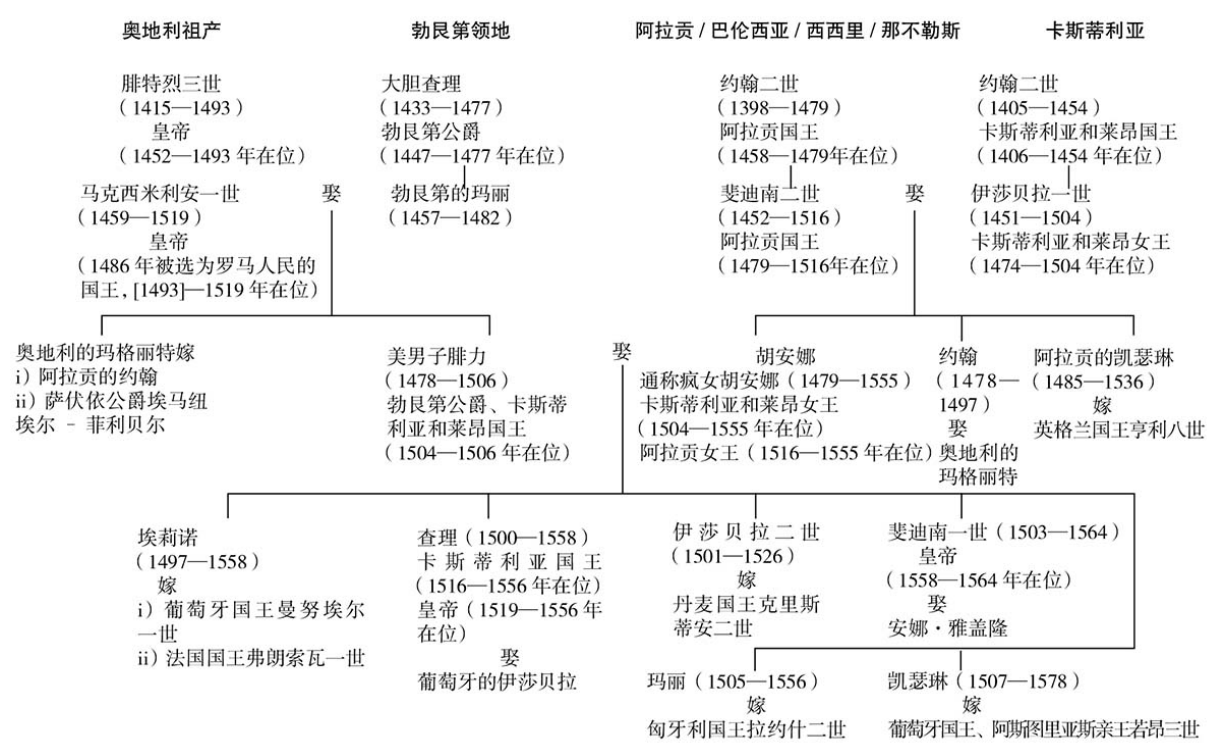 奥地利祖产
勃艮第领地
阿拉贡 / 巴伦西亚 / 西西里 / 那不勒斯
卡斯蒂利亚
腓特烈三世
（1415—1493）
皇帝
（1452—1493 年在位）
大胆查理
（1433—1477）
勃艮第公爵
（1447—1477 年在位）
约翰二世
（1398—1479）
阿拉贡国王
（1458—1479年在位）
约翰二世
（1405—1454）
卡斯蒂利亚和莱昂国王
（1406—1454 年在位）
马克西米利安一世
（1459—1519）
皇帝
（1486 年被选为罗马人民的
国王，[1493]—1519 年在位）
娶
勃艮第的玛丽
（1457—1482）
斐迪南二世
（1452—1516）
阿拉贡国王
（1479—1516年在位）
娶
伊莎贝拉一世
（1451—1504）
卡斯蒂利亚和莱昂女王
（1474—1504 年在位）
奥地利的玛格丽特嫁
i）阿拉贡的约翰
ii）萨伏依公爵埃马纽
埃尔 – 菲利贝尔
美男子腓力
（1478—1506）
勃艮第公爵、卡斯蒂
利亚和莱昂国王
（1504—1506 年在位）
娶
胡安娜
通称疯女胡安娜（1479—1555）
卡斯蒂利亚和莱昂女王
（1504—1555 年在位）
阿拉贡女王（1516—1555 年在位）
约翰
（1478—
1497）
娶
奥地利的
玛格丽特
阿拉贡的凯瑟琳
（1485—1536）
嫁
英格兰国王亨利八世
埃莉诺
（1497—1558）
嫁
i）葡萄牙国王曼努埃尔
一世
ii）法国国王弗朗索瓦一世
查理（1500—1558）
卡斯蒂利亚国王
（1516—1556 年在位）
皇帝（1519—1556 年
在位）
娶
葡萄牙的伊莎贝拉
伊莎贝拉二世
（1501—1526）
嫁
丹麦国王克里斯
蒂安二世
斐迪南一世（1503—1564）
皇帝
（1558—1564 年在位）
娶
安娜·雅盖隆
玛丽（1505—1556）
嫁
匈牙利国王拉约什二世
凯瑟琳（1507—1578）
嫁
葡萄牙国王、阿斯图里亚斯亲王若昂三世